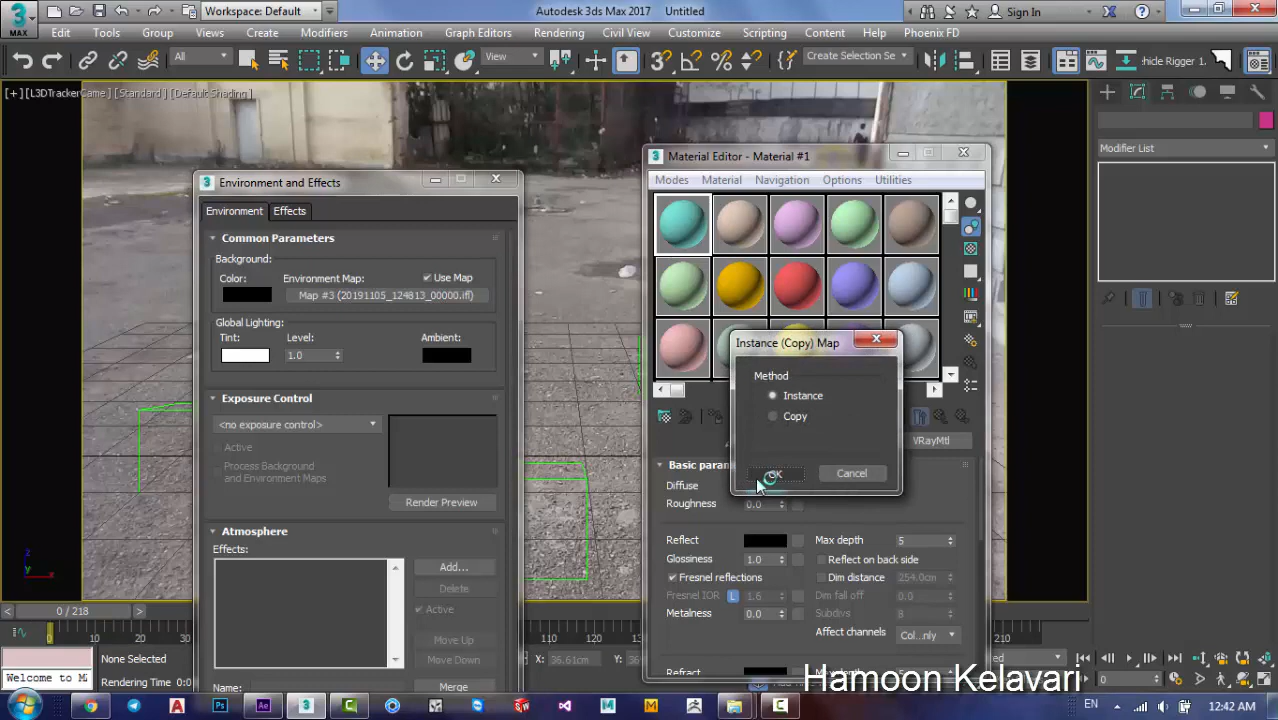 Workspace: Default
Autodesk 3ds Max 2017 Untitled
Sign In
MAX
Edit Tools Group Views Create Modifiers Animation Graph Editors Rendering Civil View Customize Scripting Content Help Phoenix FD
All
View
Create Selection Se
hide Rigger 1.
[+]
[Standard]
[Default Shading]
Modifier List
Environment and Effects
Environment Effects
Common Parameters
Background:
Color: Environment Map: Use Map
Map #3 (20191105_124813_00000.ifl)
Global Lighting:
Tint: Level: Ambient:
1.0
Exposure Control
<no exposure control>
Active
Process Background
and Environment Maps
Render Preview
Atmosphere
Effects:
Add...
Delete
Active
Move Up
Move Down
Name:
Merge
Material Editor - Material #1
Modes Material Navigation Options Utilities
VRayMtl
Basic param
Diffuse
Roughness 0.0
Reflect Max depth 5
Glossiness 1.0 Reflect on back side
Fresnel reflections Dim distance 254.0cm
Fresnel IOR L 1.6 Dim fall off 0.0
Metalness 0.0 Subdivs 8
Affect channels Col...nly
Refract
Instance (Copy) Map
Method
Instance
Copy
OK Cancel
z
y
x
0 / 218
0 10 20 30
110 120 130
210
None Selected
Welcome to M
Rendering Time 0:00
X: 36.61cm Y:
0
Hamoon Kelavari
EN
12:42 AM